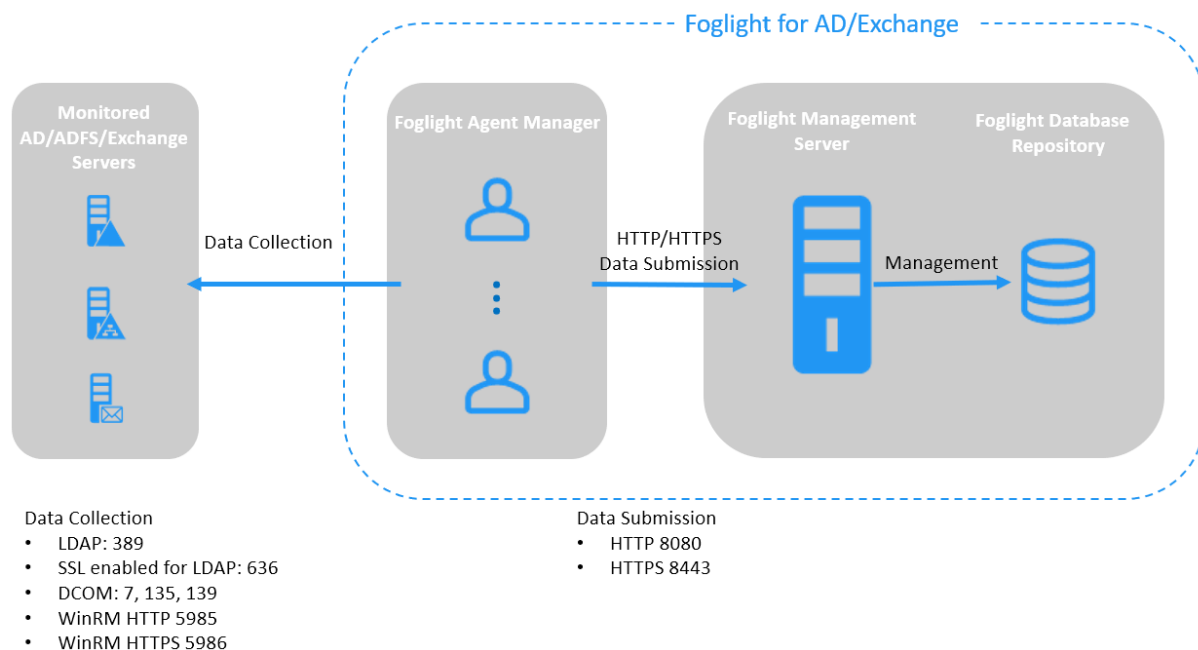 Foglight for AD/Exchange
Monitored
AD/ADFS/Exchange
Servers
Foglight Agent Manager
Foglight Management
Server
Foglight Database
Repository
Data Collection
HTTP/HTTPS
Data Submission
Management
Data Collection
• LDAP: 389
• SSL enabled for LDAP: 636
• DCOM: 7, 135, 139
• WinRM HTTP 5985
• WinRM HTTPS 5986
Data Submission
• HTTP 8080
• HTTPS 8443